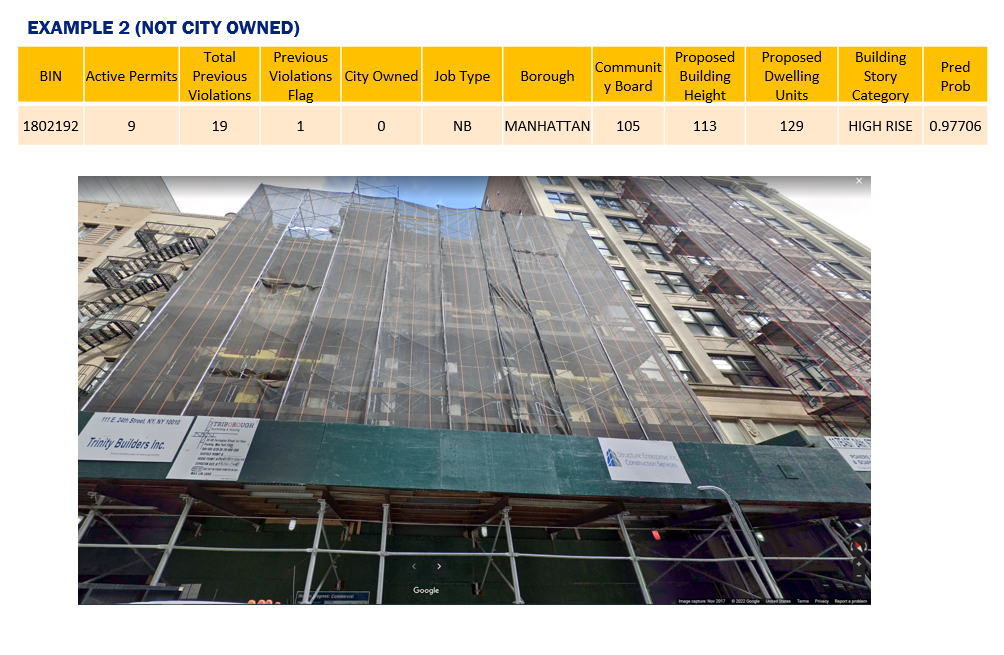 EXAMPLE 2 (NOT CITY OWNED)
BIN Active Permits Total Previous Violations Previous Violations Flag City Owned Job Type Borough Communit y Board Proposed Building Height Proposed Dwelling Units Building Story Category Pred Prob
1802192 9 19 1 0 NB MANHATTAN 105 113 129 HIGH RISE 0.97706
111 E. 24th Street, NY, NY 10010
Trinity Builders Inc.
TRIBOROUGH
Structure Enterprise
Construction Services
Google
Image capture: Nov 2017 © 2022 Google United States Terms Privacy Report a problem